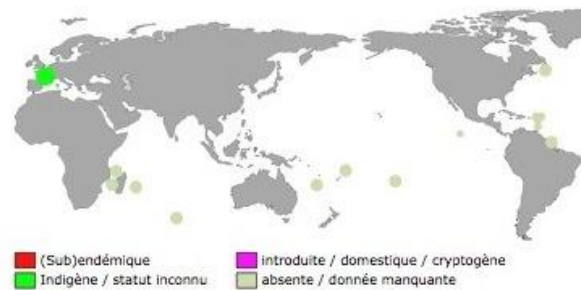 (Sub)endémique
introduite / domestique / cryptogène
Indigène / statut inconnu
absente / donnée manquante